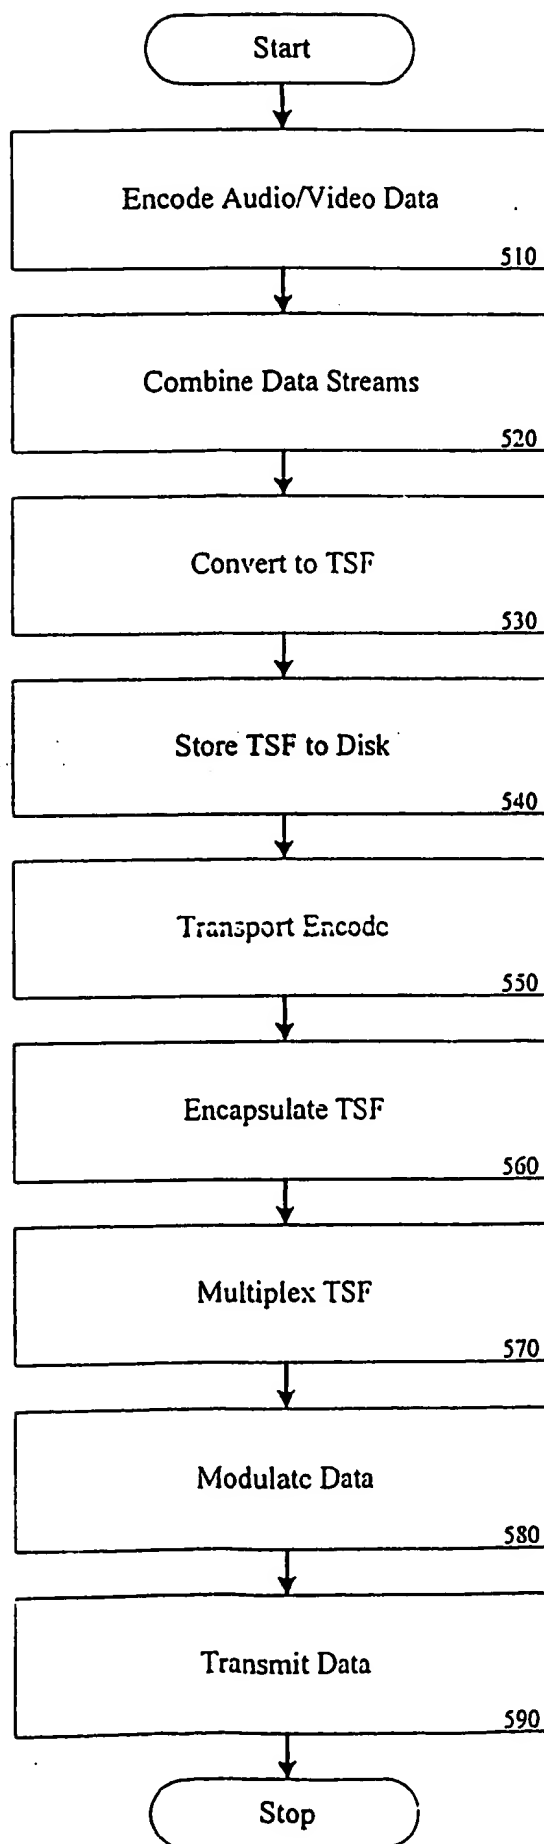 Start
Encode Audio/Video Data
510
Combine Data Streams
520
Convert to TSF
530
Store TSF to Disk
540
Transport Encode
550
Encapsulate TSF
560
Multiplex TSF
570
Modulate Data
580
Transmit Data
590
Stop